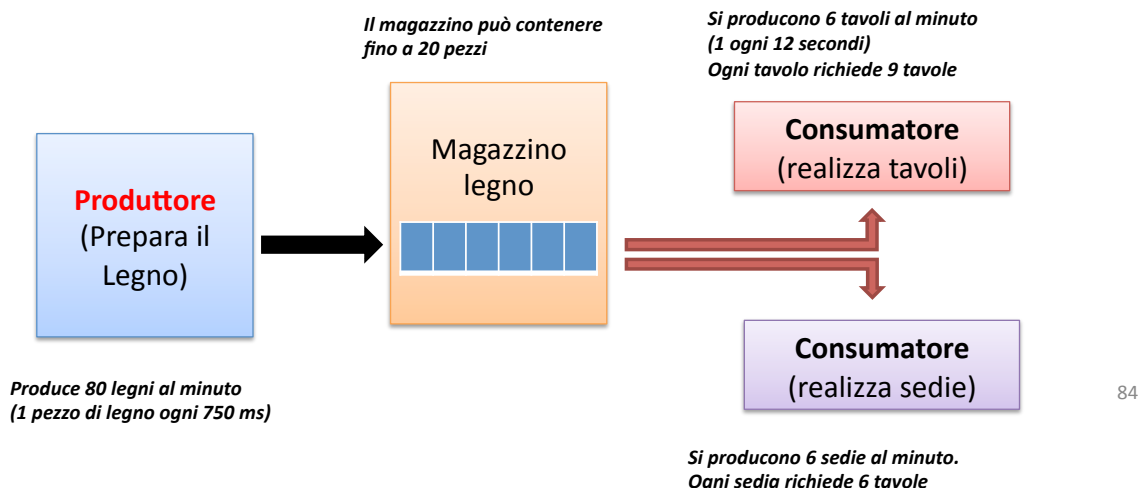 Il magazzino può contenere
fino a 20 pezzi
Si producono 6 tavoli al minuto
(1 ogni 12 secondi)
Ogni tavolo richiede 9 tavole
Produttore
(Prepara il
Legno)
Magazzino
legno
Consumatore
(realizza tavoli)
Consumatore
(realizza sedie)
Produce 80 legni al minuto
(1 pezzo di legno ogni 750 ms)
84
Si producono 6 sedie al minuto.
Ogni sedia richiede 6 tavole